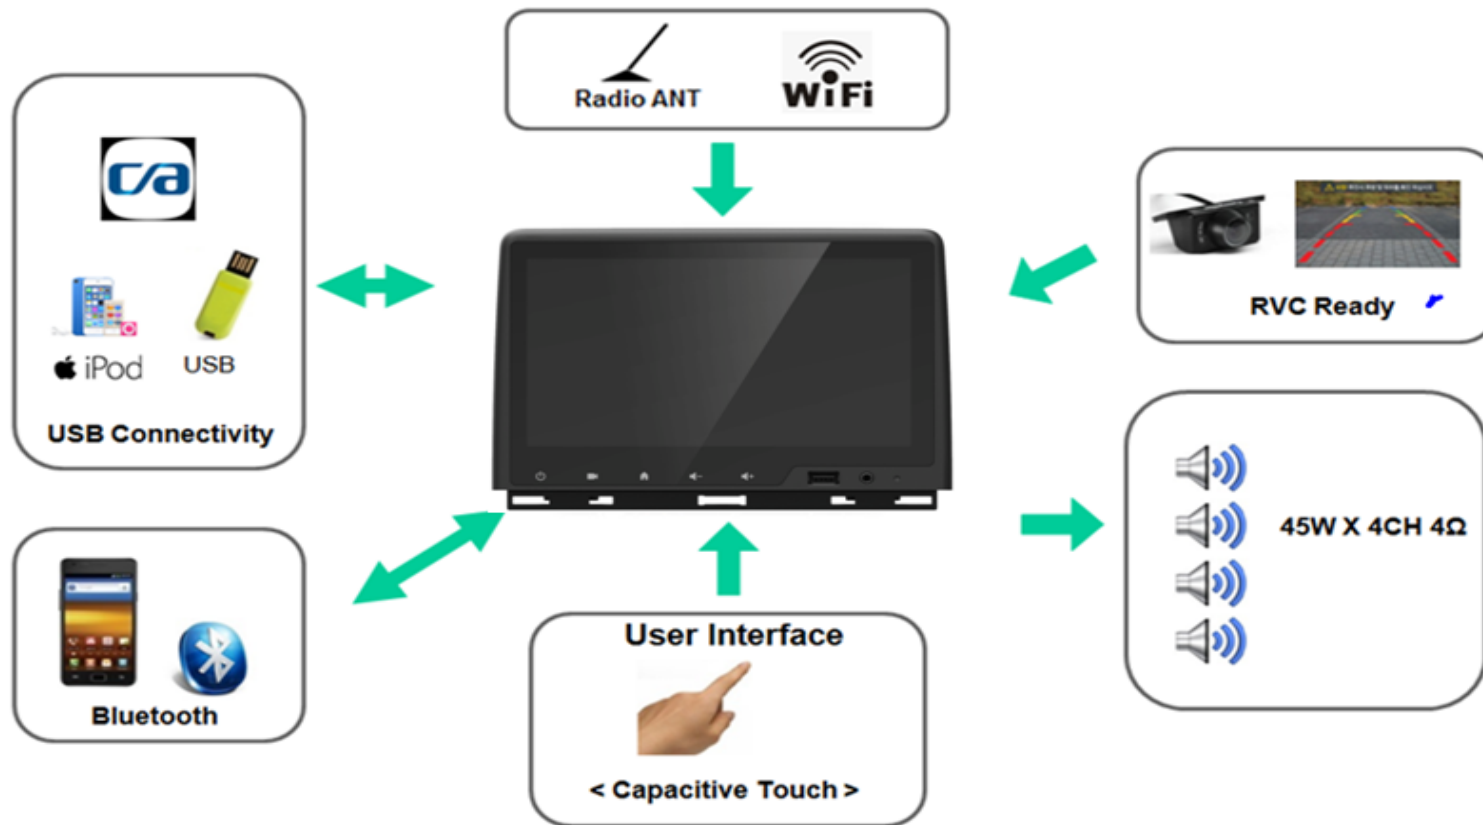 Radio ANT
WiFi
c/a
iPod
USB
USB Connectivity
RVC Ready
45W X 4CH 4Ω
Bluetooth
User Interface
< Capacitive Touch >